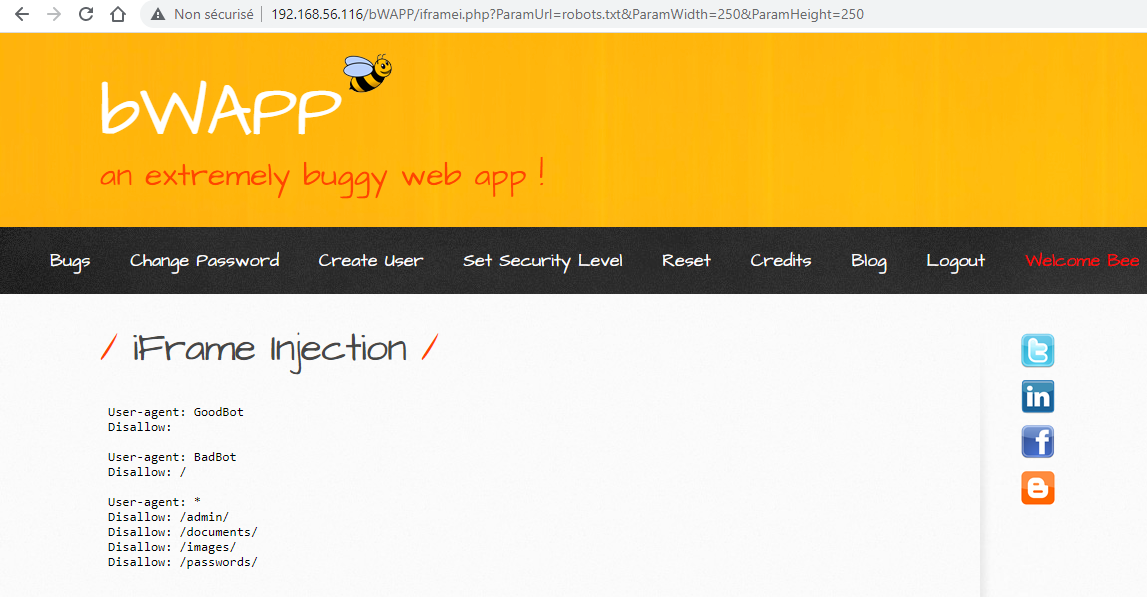 Non sécurisé | 192.168.56.116/bWAPP/iframei.php?ParamUrl=robots.txt&ParamWidth=250&ParamHeight=250
bWAPP
an extremely buggy web app !
Bugs Change Password Create User Set Security Level Reset Credits Blog Logout Welcome Bee
/ iFrame Injection /
User-agent: GoodBot
Disallow:
User-agent: BadBot
Disallow: /
User-agent: *
Disallow: /admin/
Disallow: /documents/
Disallow: /images/
Disallow: /passwords/